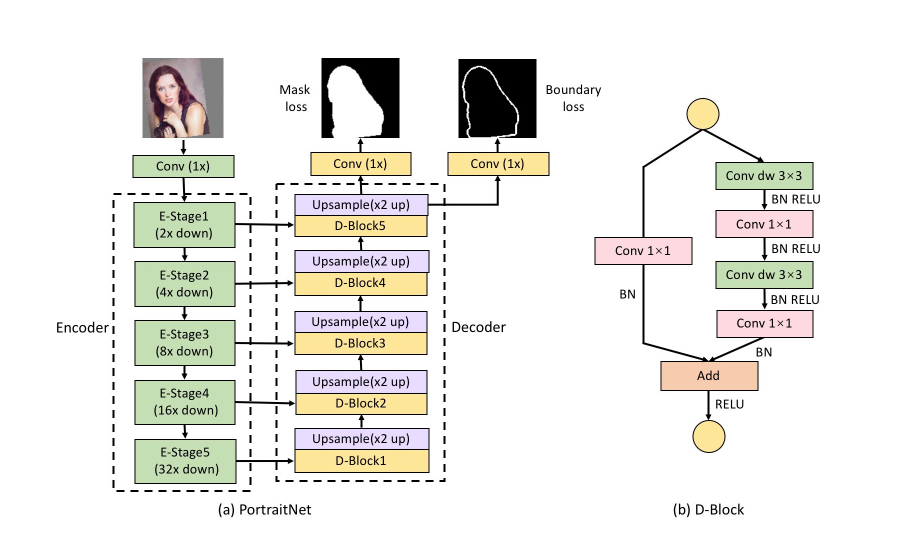 Mask
loss
Boundary
loss
Conv (1x)
Conv (1x)
Conv (1x)
Encoder
E-Stage1
(2x down)
E-Stage2
(4x down)
E-Stage3
(8x down)
E-Stage4
(16x down)
E-Stage5
(32x down)
Upsample(x2 up)
D-Block5
Upsample(x2 up)
D-Block4
Upsample(x2 up)
D-Block3
Upsample(x2 up)
D-Block2
Upsample(x2 up)
D-Block1
Decoder
(a) PortraitNet
Conv dw 3×3
BN RELU
Conv 1×1
BN RELU
Conv dw 3×3
BN RELU
Conv 1×1
BN
Conv 1×1
BN
Add
RELU
(b) D-Block